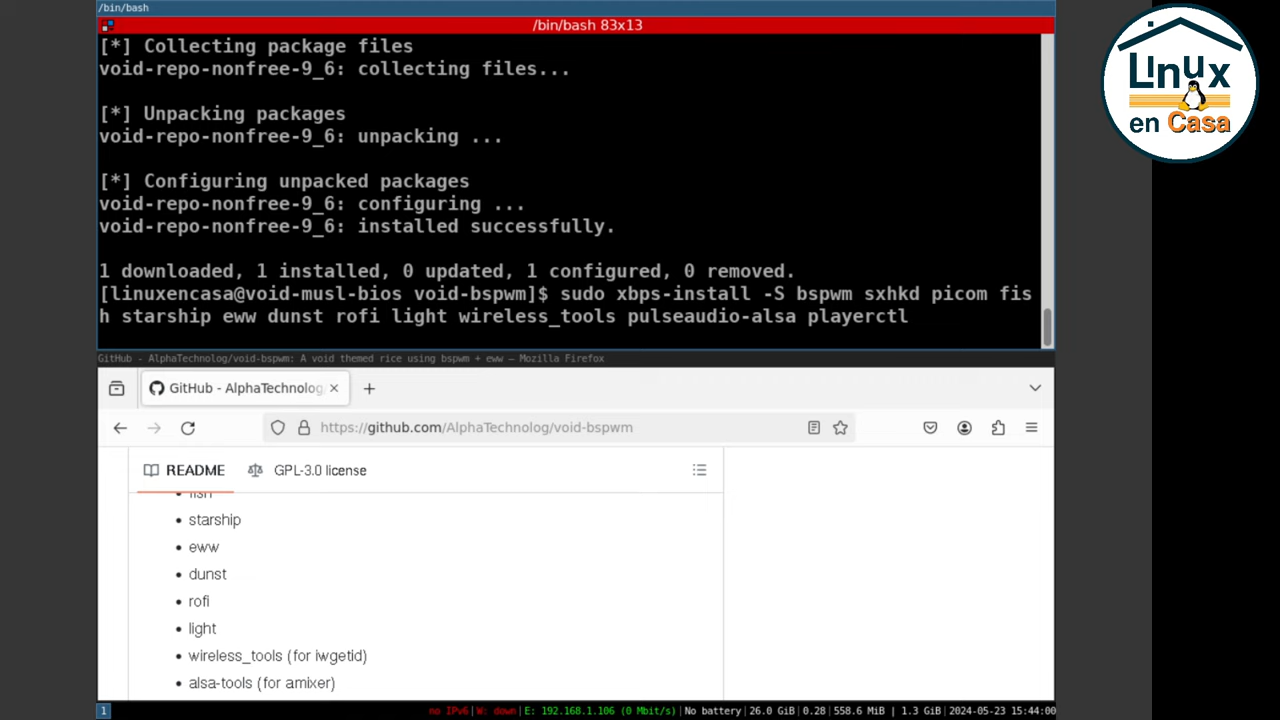 /bin/bash
/bin/bash 83x13
[*] Collecting package files
void-repo-nonfree-9_6: collecting files...
[*] Unpacking packages
void-repo-nonfree-9_6: unpacking ...
[*] Configuring unpacked packages
void-repo-nonfree-9_6: configuring ...
void-repo-nonfree-9_6: installed successfully.
1 downloaded, 1 installed, 0 updated, 1 configured, 0 removed.
[linuxencasa@void-musl-bios void-bspwm]$ sudo xbps-install -S bspwm sxhkd picom fis
h starship eww dunst rofi light wireless_tools pulseaudio-alsa playerctl
GitHub - AlphaTechnolog/void-bspwm: A void themed rice using bspwm + eww — Mozilla Firefox
GitHub - AlphaTechnolog
https://github.com/AlphaTechnolog/void-bspwm
README
GPL-3.0 license
• fish
• starship
• eww
• dunst
• rofi
• light
• wireless_tools (for iwgetid)
• alsa-tools (for amixer)
1
no IPv6|W: down|E: 192.168.1.106 (0 Mbit/s)|No battery|26.0 GiB|0.28|558.6 MiB | 1.3 GiB|2024-05-23 15:44:00
Linux
en Casa